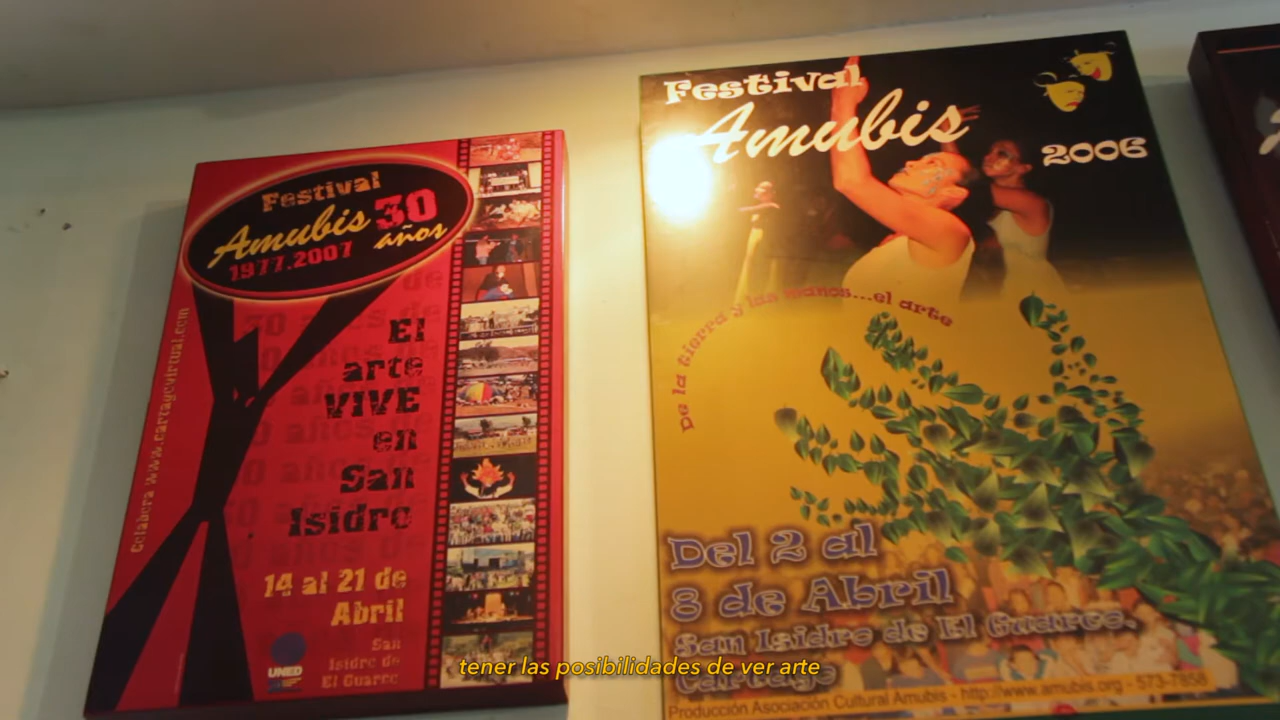 Festival
Amubis 30
años
1977.2007
El
arte
VIVE
en
San
Isidro
14 al 21 de
Abril
San
Isidro de
El Guarco
UNED
Colabora www.cartagovirtual.com
Festival
Amubis
2006
De la tierra y las manos...el arte
Del 2 al
8 de Abril
San Isidro de El Guarco,
Cartago
Producción Asociación Cultural Amubis - http://www.amubis.org - 573-7858
tener las posibilidades de ver arte